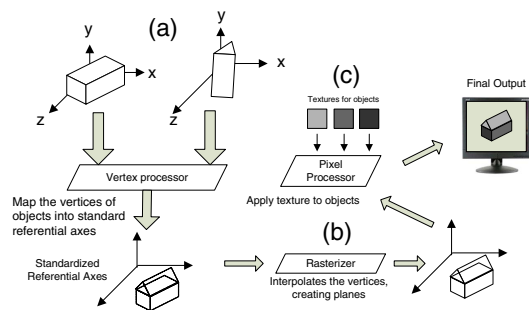 (a)
y
x
z
y
x
z
Vertex processor
Map the vertices of
objects into standard
referential axes
Standardized
Referential Axes
(b)
Rasterizer
Interpolates the vertices,
creating planes
(c)
Textures for objects
Pixel
Processor
Apply texture to objects
Final Output